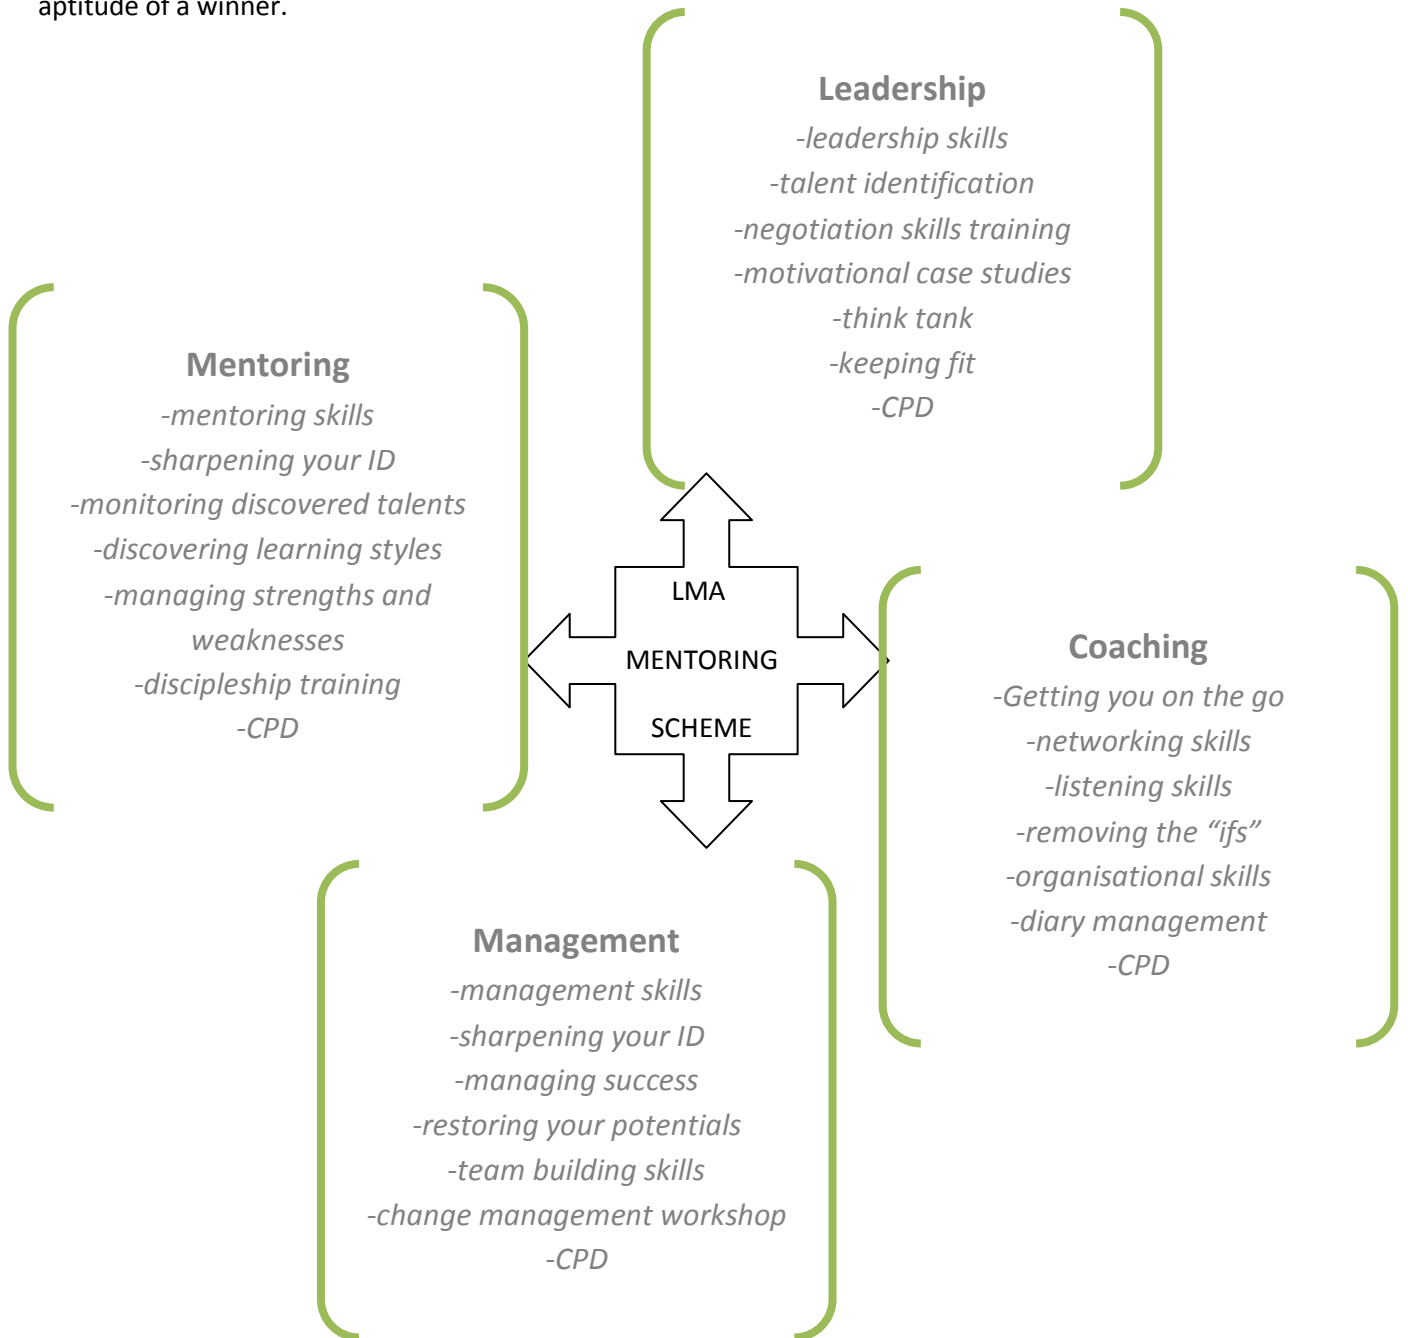 aptitude of a winner.
Leadership
-leadership skills
-talent identification
-negotiation skills training
-motivational case studies
-think tank
-keeping fit
-CPD
Mentoring
-mentoring skills
-sharpening your ID
-monitoring discovered talents
-discovering learning styles
-managing strengths and
weaknesses
-discipleship training
-CPD
LMA
MENTORING
SCHEME
Coaching
-Getting you on the go
-networking skills
-listening skills
-removing the “ifs”
-organisational skills
-diary management
-CPD
Management
-management skills
-sharpening your ID
-managing success
-restoring your potentials
-team building skills
-change management workshop
-CPD